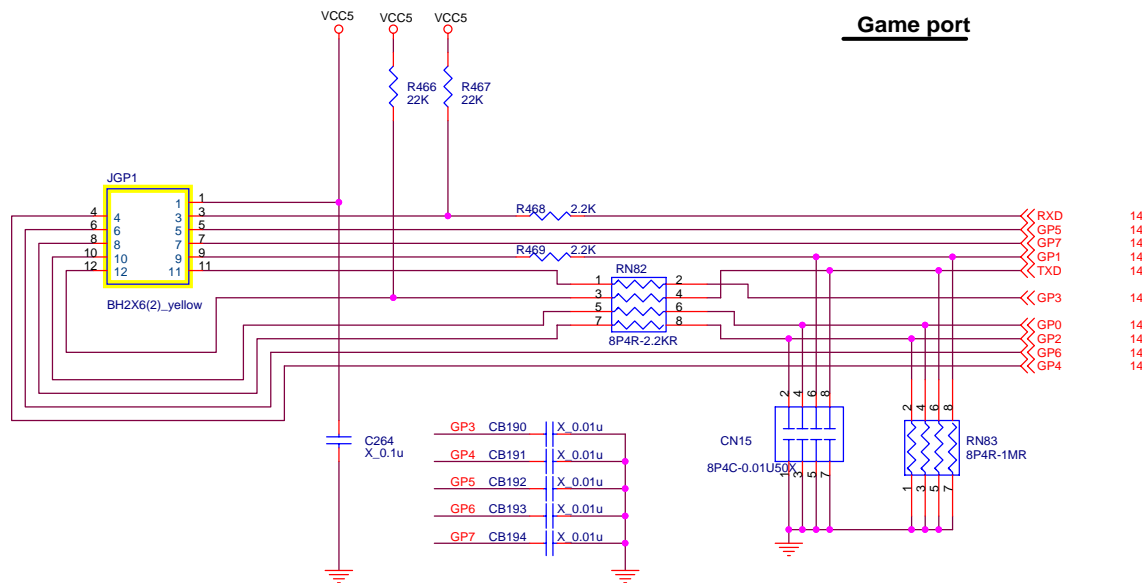 VCC5 VCC5 VCC5
Game port
R466
22K
R467
22K
JGP1
1 1
4 4 3 3
6 6 5 5
8 8 7 7
10 10 9 9
12 12 11 11
BH2X6(2)_yellow
R468 2.2K
R469 2.2K
RN82
1 2
3 4
5 6
7 8
8P4R-2.2KR
RXD 14
GP5 14
GP7 14
GP1 14
TXD 14
GP3 14
GP0 14
GP2 14
GP6 14
GP4 14
C264
X_0.1u
GP3 CB190 X_0.01u
GP4 CB191 X_0.01u
GP5 CB192 X_0.01u
GP6 CB193 X_0.01u
GP7 CB194 X_0.01u
2 4 6 8
CN15
8P4C-0.01U50X
1 3 5 7
2 4 6 8
RN83
8P4R-1MR
1 3 5 7